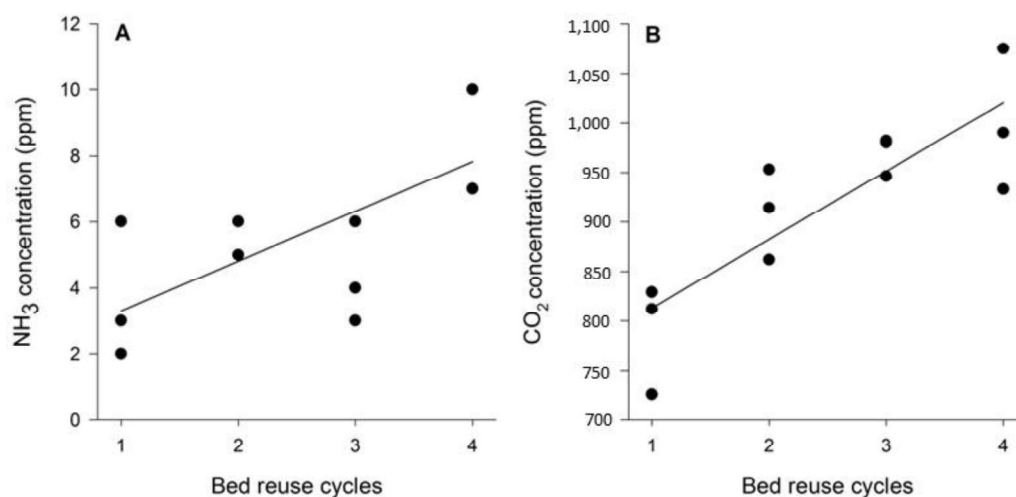 A
NH3 concentration (ppm)
12
10
8
6
4
2
0
1 2 3 4
Bed reuse cycles
B
CO2 concentration (ppm)
1,100
1,050
1,000
950
900
850
800
750
700
1 2 3 4
Bed reuse cycles